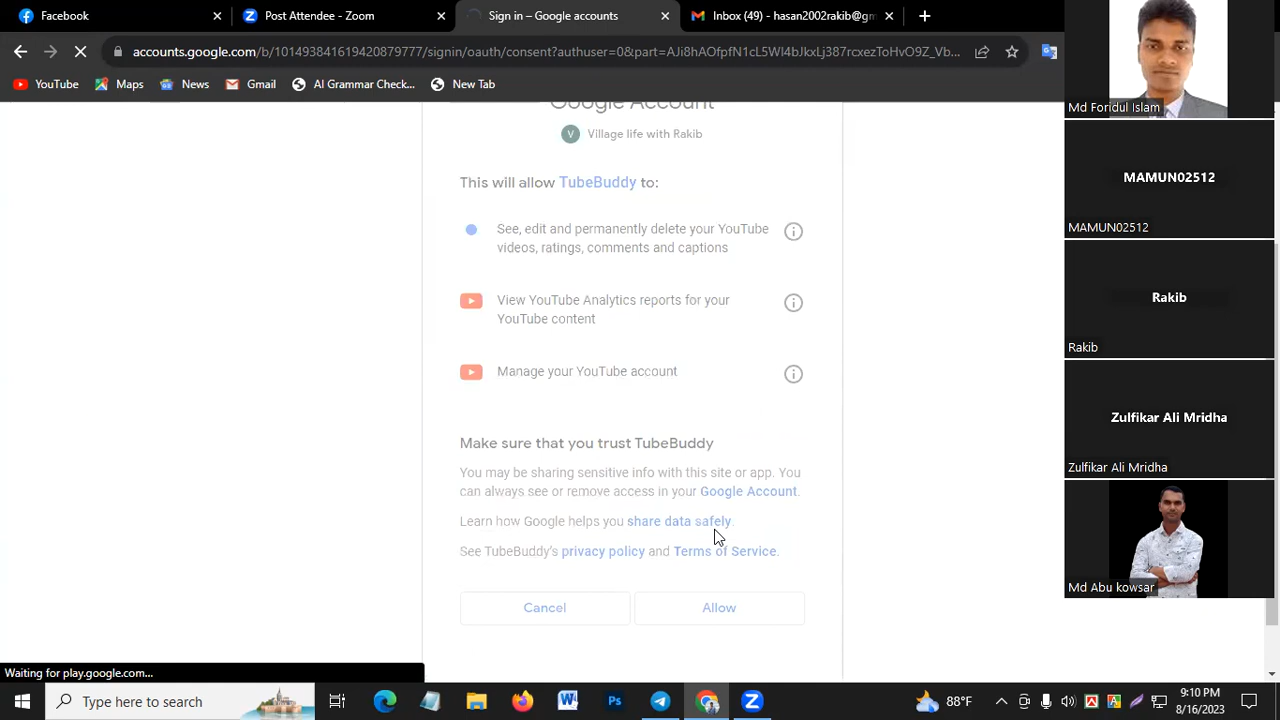 Facebook
Post Attendee - Zoom
Sign in – Google accounts
Inbox (49) - hasan2002rakib@gm
accounts.google.com/b/101493841619420879777/signin/oauth/consent?authuser=0&part=AJi8hAOfpfN1cL5Wl4bJkxLj387rcxezToHvO9Z_Vb...
YouTube
Maps
News
Gmail
AI Grammar Check...
New Tab
Google Account
Village life with Rakib
This will allow TubeBuddy to:
See, edit and permanently delete your YouTube
videos, ratings, comments and captions
View YouTube Analytics reports for your
YouTube content
Manage your YouTube account
Make sure that you trust TubeBuddy
You may be sharing sensitive info with this site or app. You
can always see or remove access in your Google Account.
Learn how Google helps you share data safely.
See TubeBuddy's privacy policy and Terms of Service.
Cancel
Allow
Waiting for play.google.com...
Md Foridul Islam
MAMUN02512
MAMUN02512
Rakib
Rakib
Zulfikar Ali Mridha
Zulfikar Ali Mridha
Md Abu kowsar
Type here to search
88°F
9:10 PM
8/16/2023